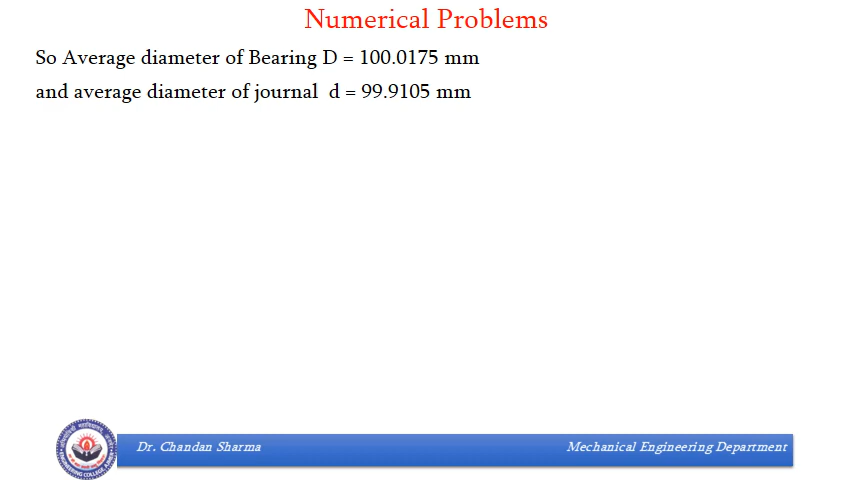 Numerical Problems
So Average diameter of Bearing D = 100.0175 mm
and average diameter of journal d = 99.9105 mm
Dr. Chandan Sharma
Mechanical Engineering Department